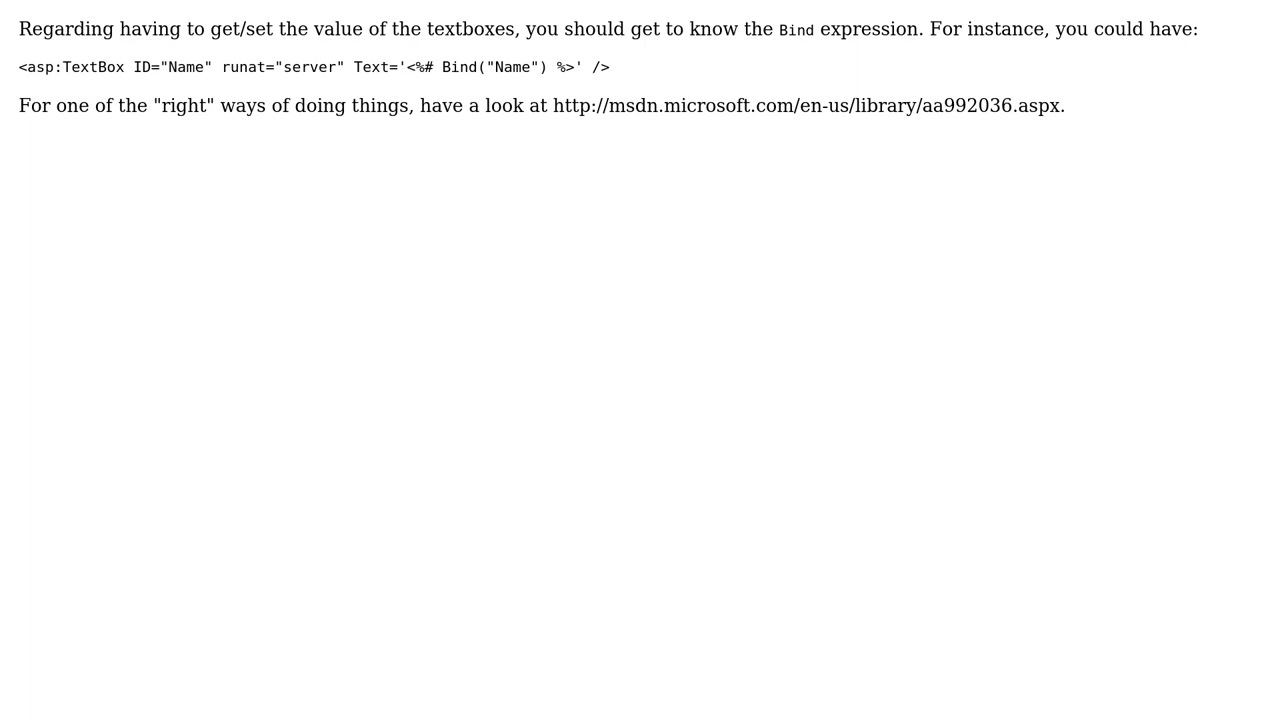 Regarding having to get/set the value of the textboxes, you should get to know the Bind expression. For instance, you could have:
<asp:TextBox ID="Name" runat="server" Text='<%# Bind("Name") %>' />
For one of the "right" ways of doing things, have a look at http://msdn.microsoft.com/en-us/library/aa992036.aspx.